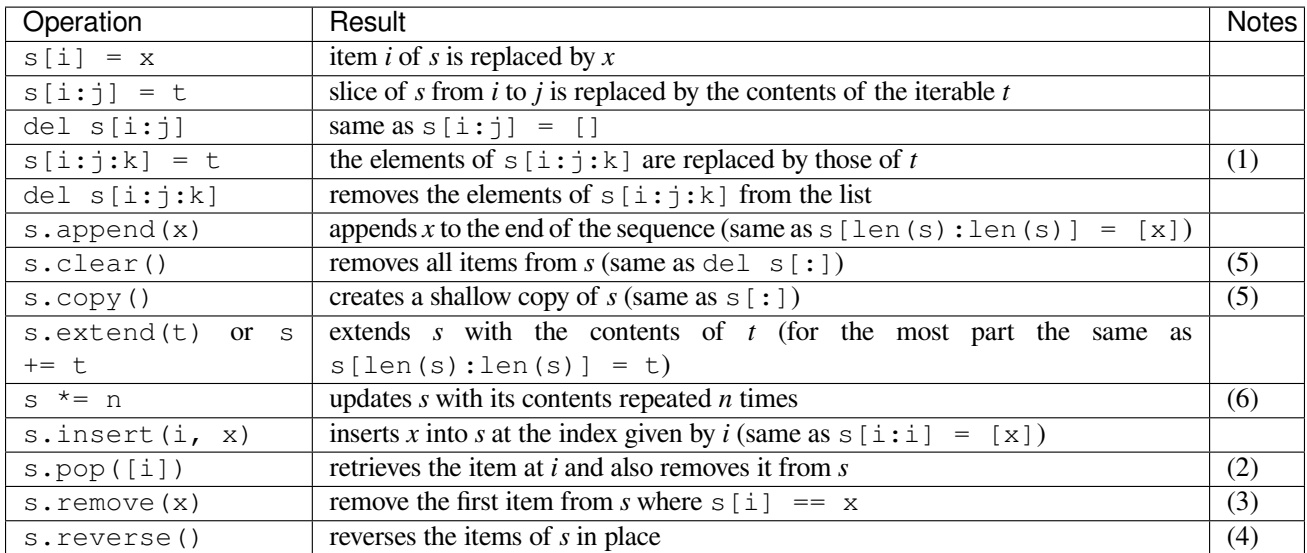 Operation Result Notes
s[i] = x item i of s is replaced by x
s[i:j] = t slice of s from i to j is replaced by the contents of the iterable t
del s[i:j] same as s[i:j] = []
s[i:j:k] = t the elements of s[i:j:k] are replaced by those of t (1)
del s[i:j:k] removes the elements of s[i:j:k] from the list
s.append(x) appends x to the end of the sequence (same as s[len(s):len(s)] = [x])
s.clear() removes all items from s (same as del s[:]) (5)
s.copy() creates a shallow copy of s (same as s[:]) (5)
s.extend(t) or s extends s with the contents of t (for the most part the same as
+= t s[len(s):len(s)] = t)
s *= n updates s with its contents repeated n times (6)
s.insert(i, x) inserts x into s at the index given by i (same as s[i:i] = [x])
s.pop([i]) retrieves the item at i and also removes it from s (2)
s.remove(x) remove the first item from s where s[i] == x (3)
s.reverse() reverses the items of s in place (4)